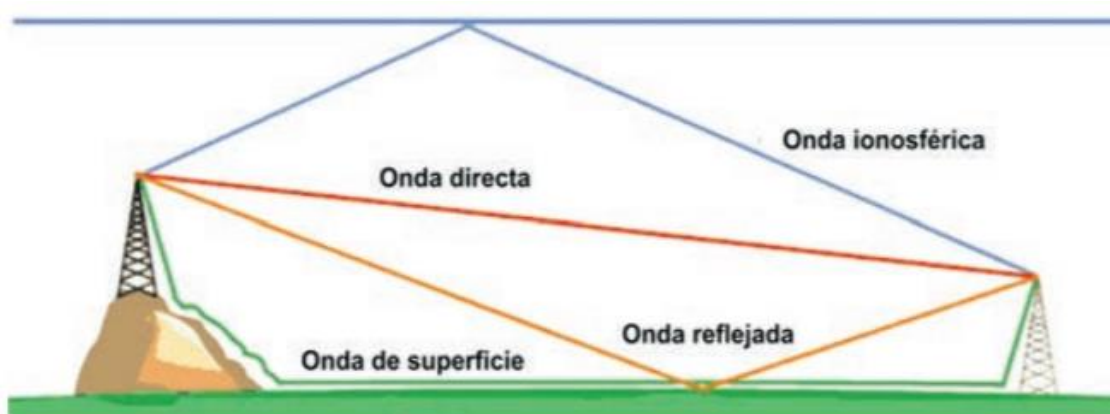 Onda ionosférica
Onda directa
Onda reflejada
Onda de superficie